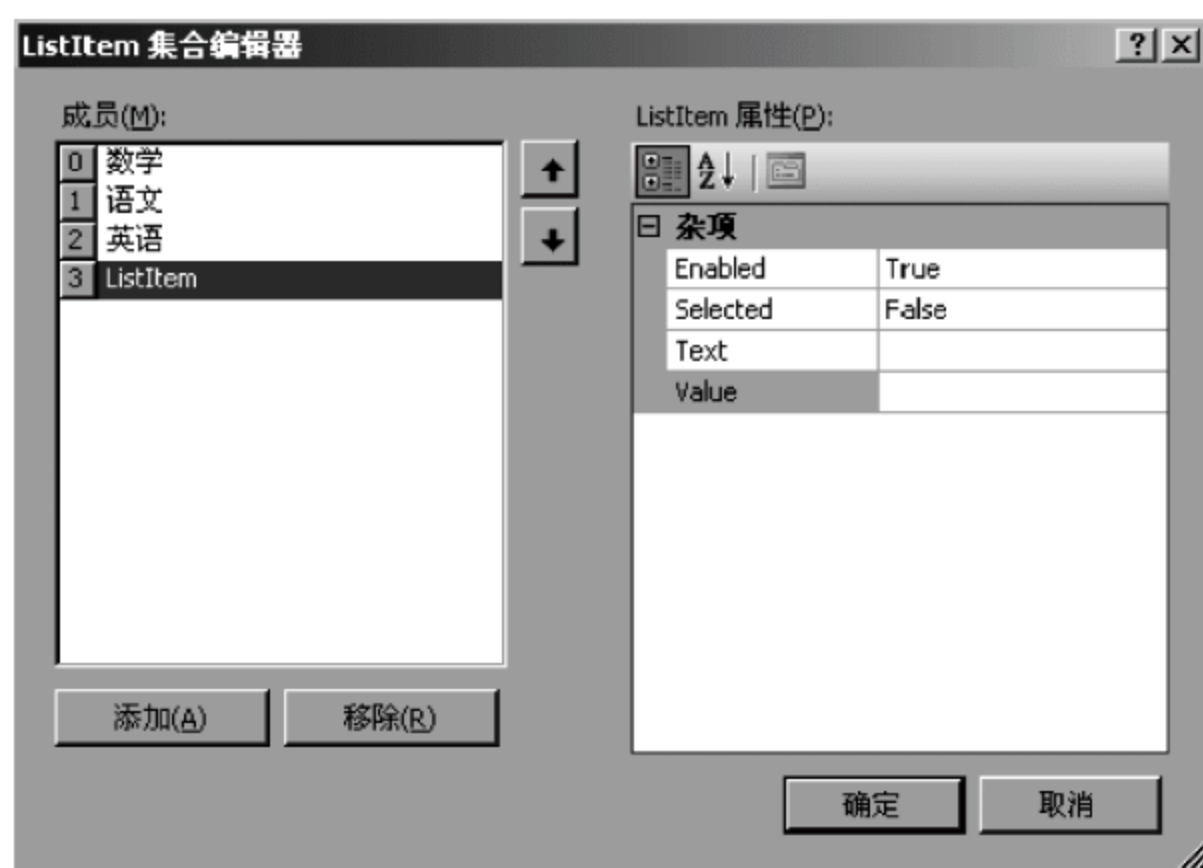 ListItem 集合编辑器
成员(M):
0 数学
1 语文
2 英语
3 ListItem
添加(A) 移除(R)
ListItem 属性(P):
杂项
Enabled True
Selected False
Text
Value
确定 取消